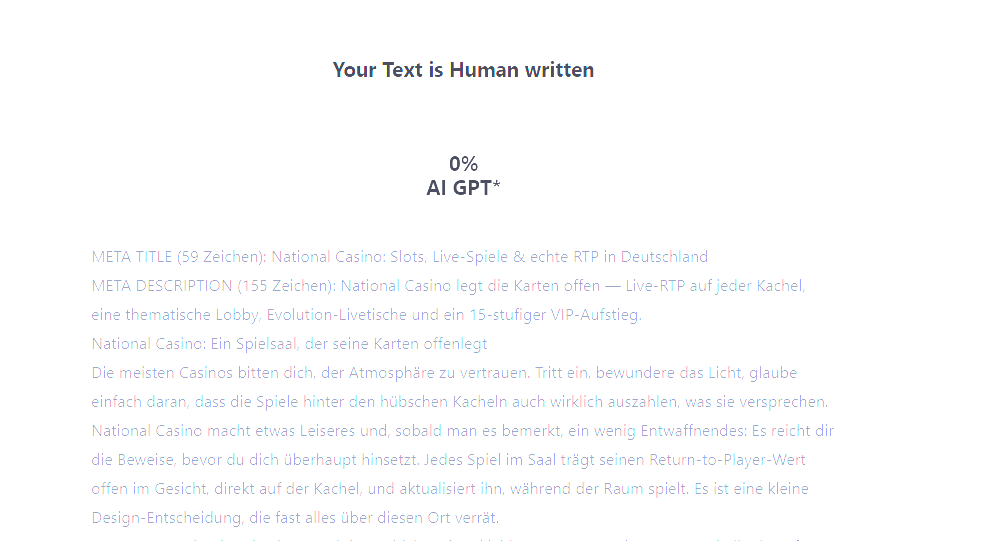 Your Text is Human written
0%
AI GPT*
META TITLE (59 Zeichen): National Casino: Slots, Live-Spiele & echte RTP in Deutschland
META DESCRIPTION (155 Zeichen): National Casino legt die Karten offen — Live-RTP auf jeder Kachel,
eine thematische Lobby, Evolution-Livetische und ein 15-stufiger VIP-Aufstieg.
National Casino: Ein Spielsaal, der seine Karten offenlegt
Die meisten Casinos bitten dich, der Atmosphäre zu vertrauen. Tritt ein, bewundere das Licht, glaube
einfach daran, dass die Spiele hinter den hübschen Kacheln auch wirklich auszahlen, was sie versprechen.
National Casino macht etwas Leiseres und, sobald man es bemerkt, ein wenig Entwaffnendes: Es reicht dir
die Beweise, bevor du dich überhaupt hinsetzt. Jedes Spiel im Saal trägt seinen Return-to-Player-Wert
offen im Gesicht, direkt auf der Kachel, und aktualisiert ihn, während der Raum spielt. Es ist eine kleine
Design-Entscheidung, die fast alles über diesen Ort verrät.